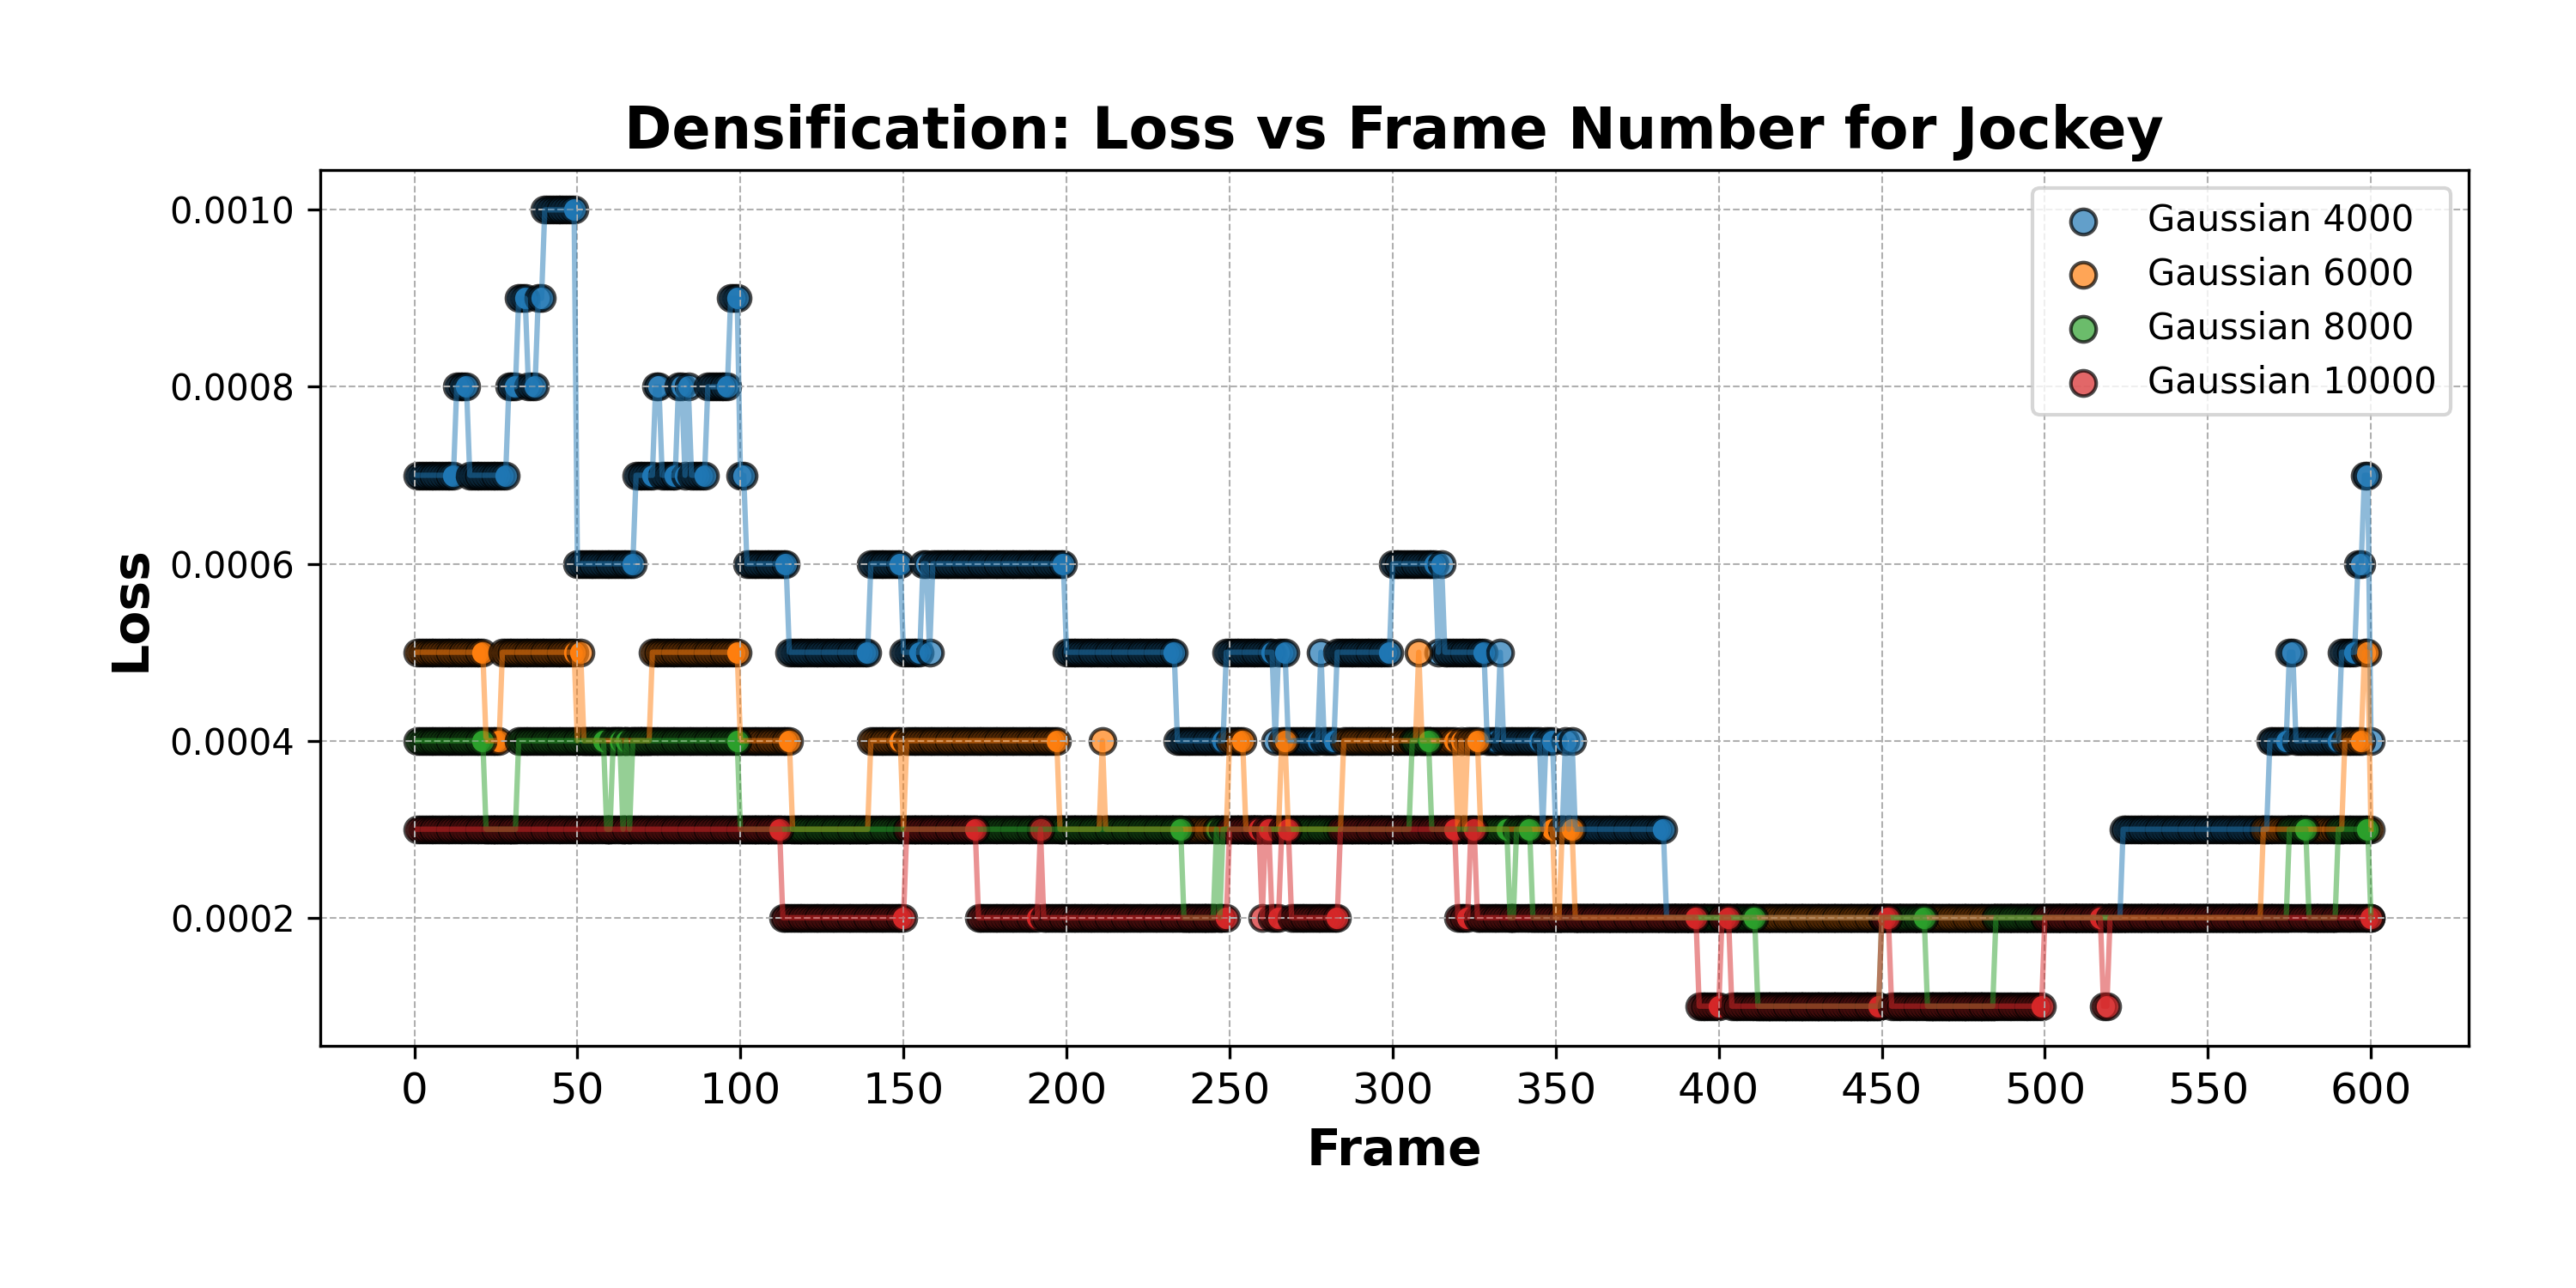 Densification: Loss vs Frame Number for Jockey
0.0010
0.0008
0.0006
0.0004
0.0002
Loss
Gaussian 4000
Gaussian 6000
Gaussian 8000
Gaussian 10000
0 50 100 150 200 250 300 350 400 450 500 550 600
Frame